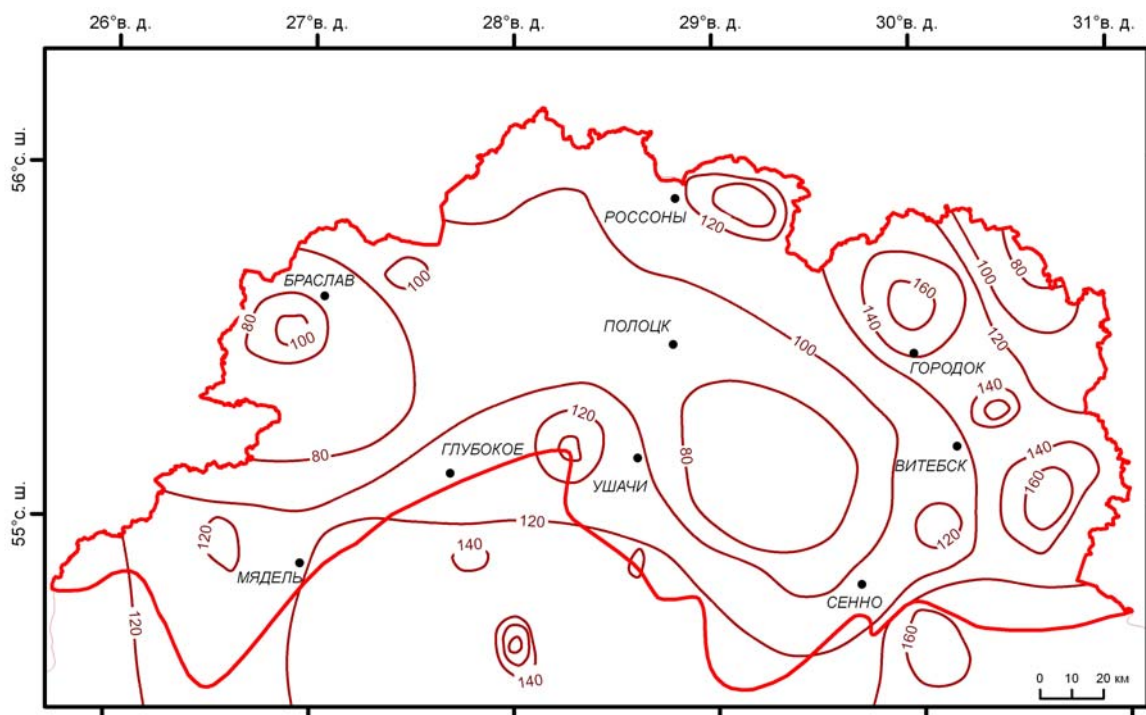 26°в. д. 27°в. д. 28°в. д. 29°в. д. 30°в. д. 31°в. д.
56°с. ш.
РОССОНЫ
120
100
80
БРАСЛАВ
100
160
80
100
ПОЛОЦК
140
120
100
ГОРОДОК
140
120
ГЛУБОКОЕ
80
80
140
ВИТЕБСК
УШАЧИ
160
55°с. ш.
120
120
120
140
МЯДЕЛЬ
СЕННО
120
160
140
0 10 20 км